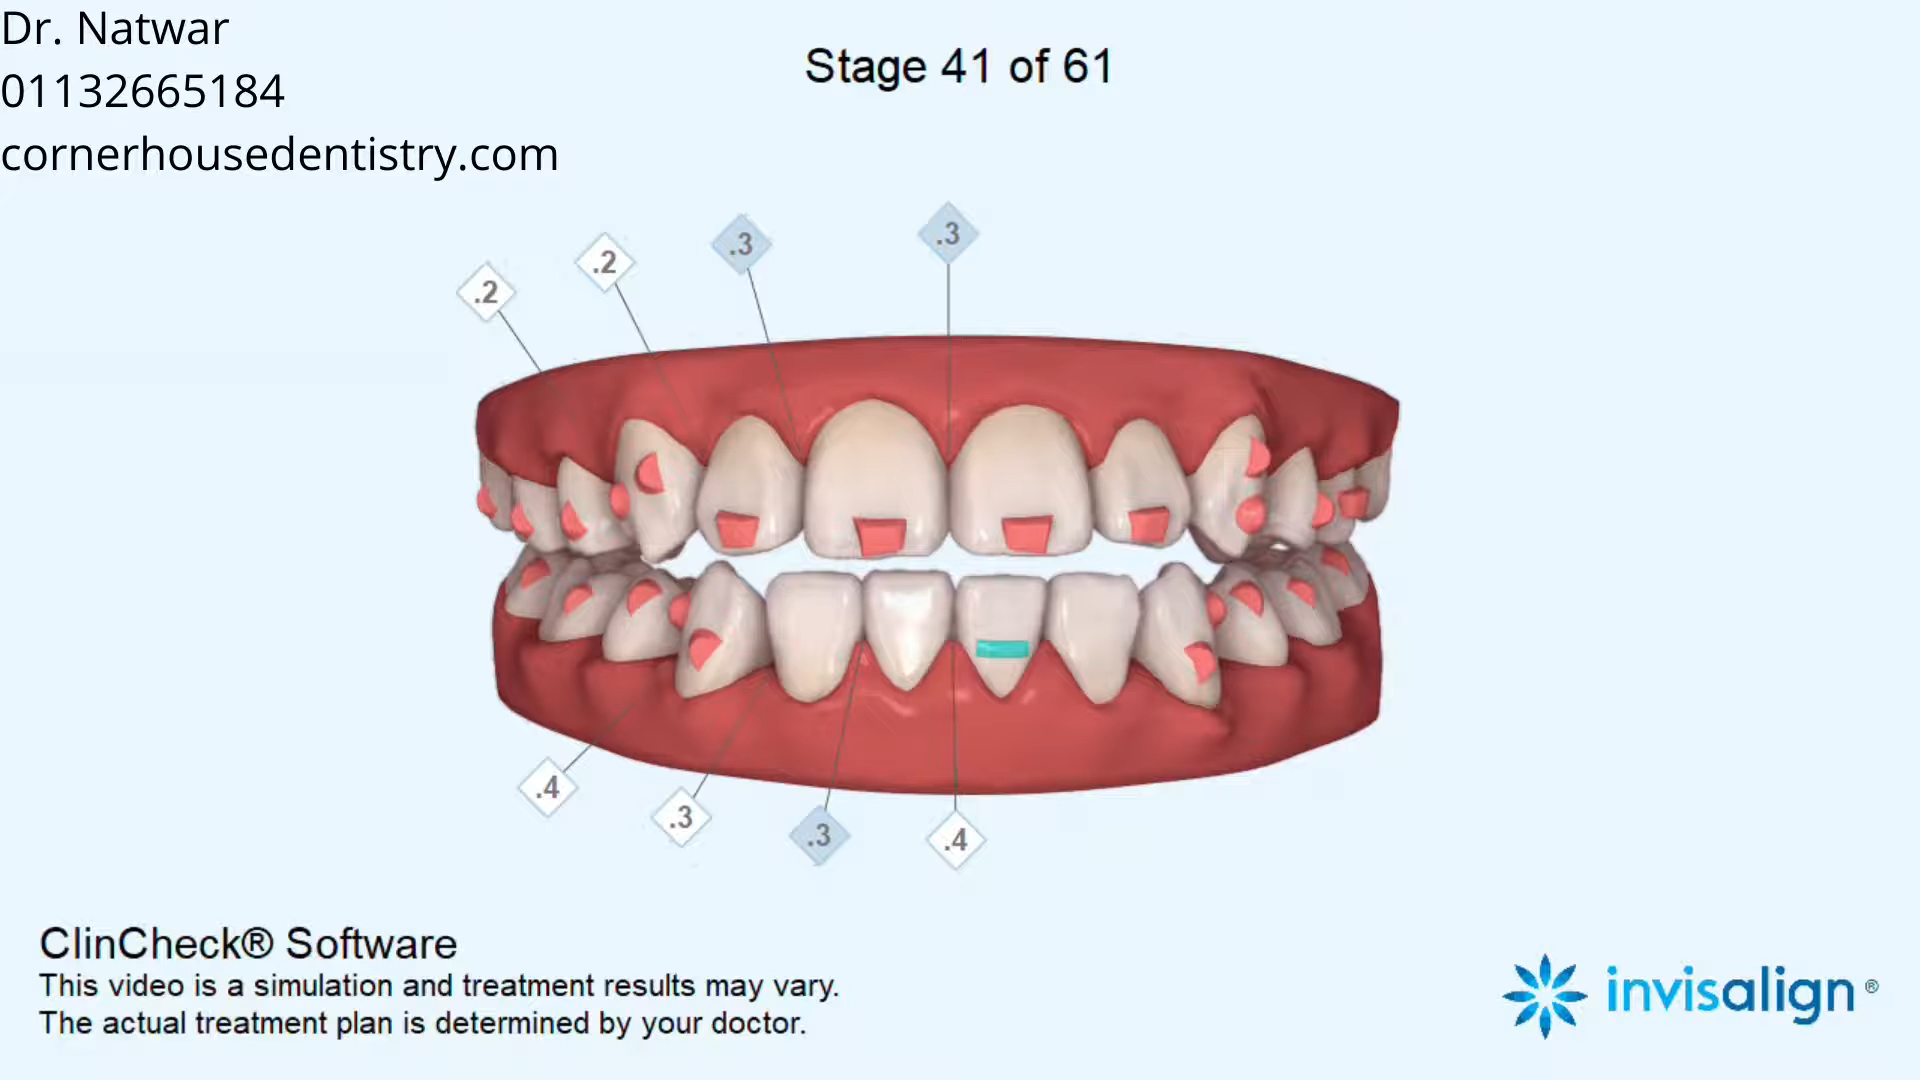 Dr. Natwar
01132665184
cornerhousedentistry.com
Stage 41 of 61
.2
.2
.3
.3
.4
.3
.3
.4
ClinCheck® Software
This video is a simulation and treatment results may vary.
The actual treatment plan is determined by your doctor.
invisalign®